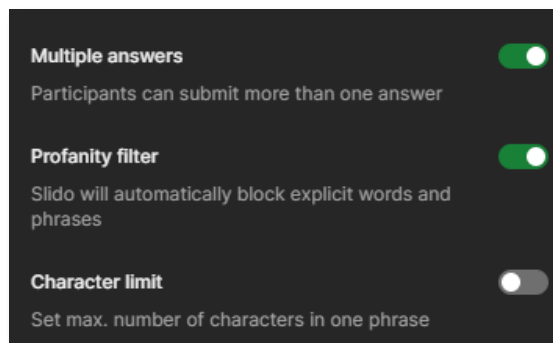 Multiple answers
Participants can submit more than one answer
Profanity filter
Slido will automatically block explicit words and
phrases
Character limit
Set max. number of characters in one phrase